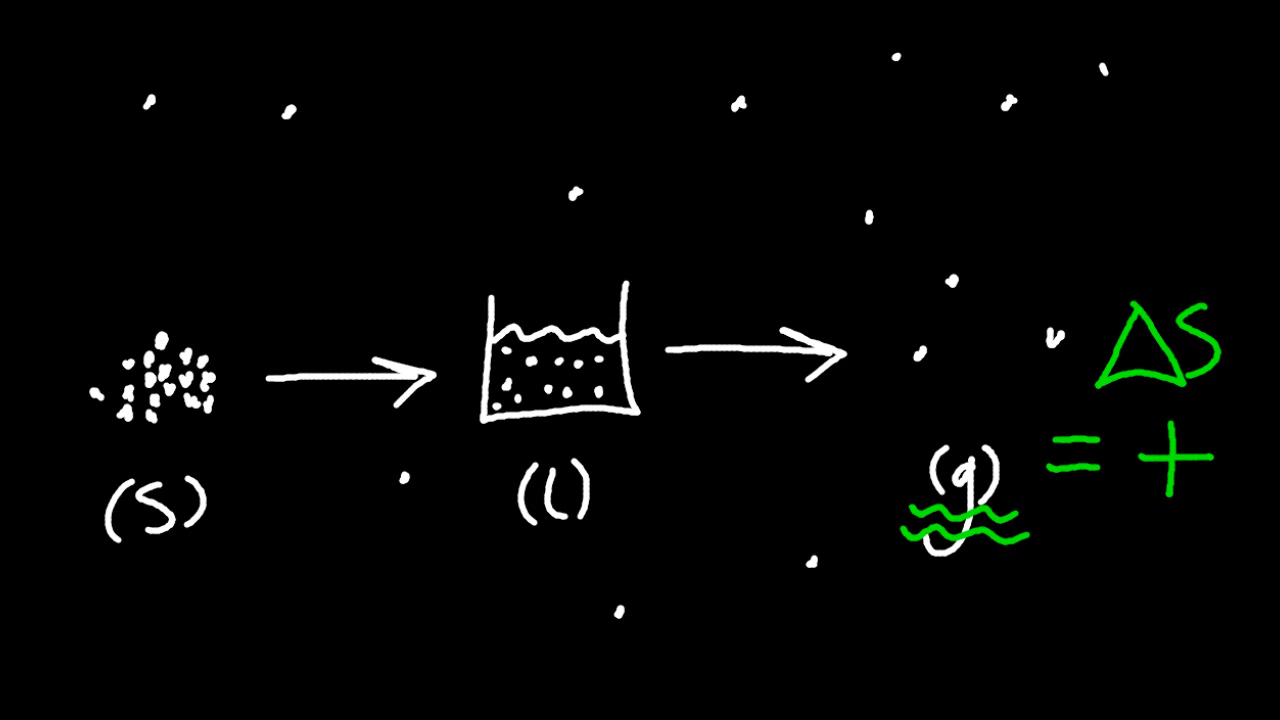 ΔS
= +
(S) (L) (g)